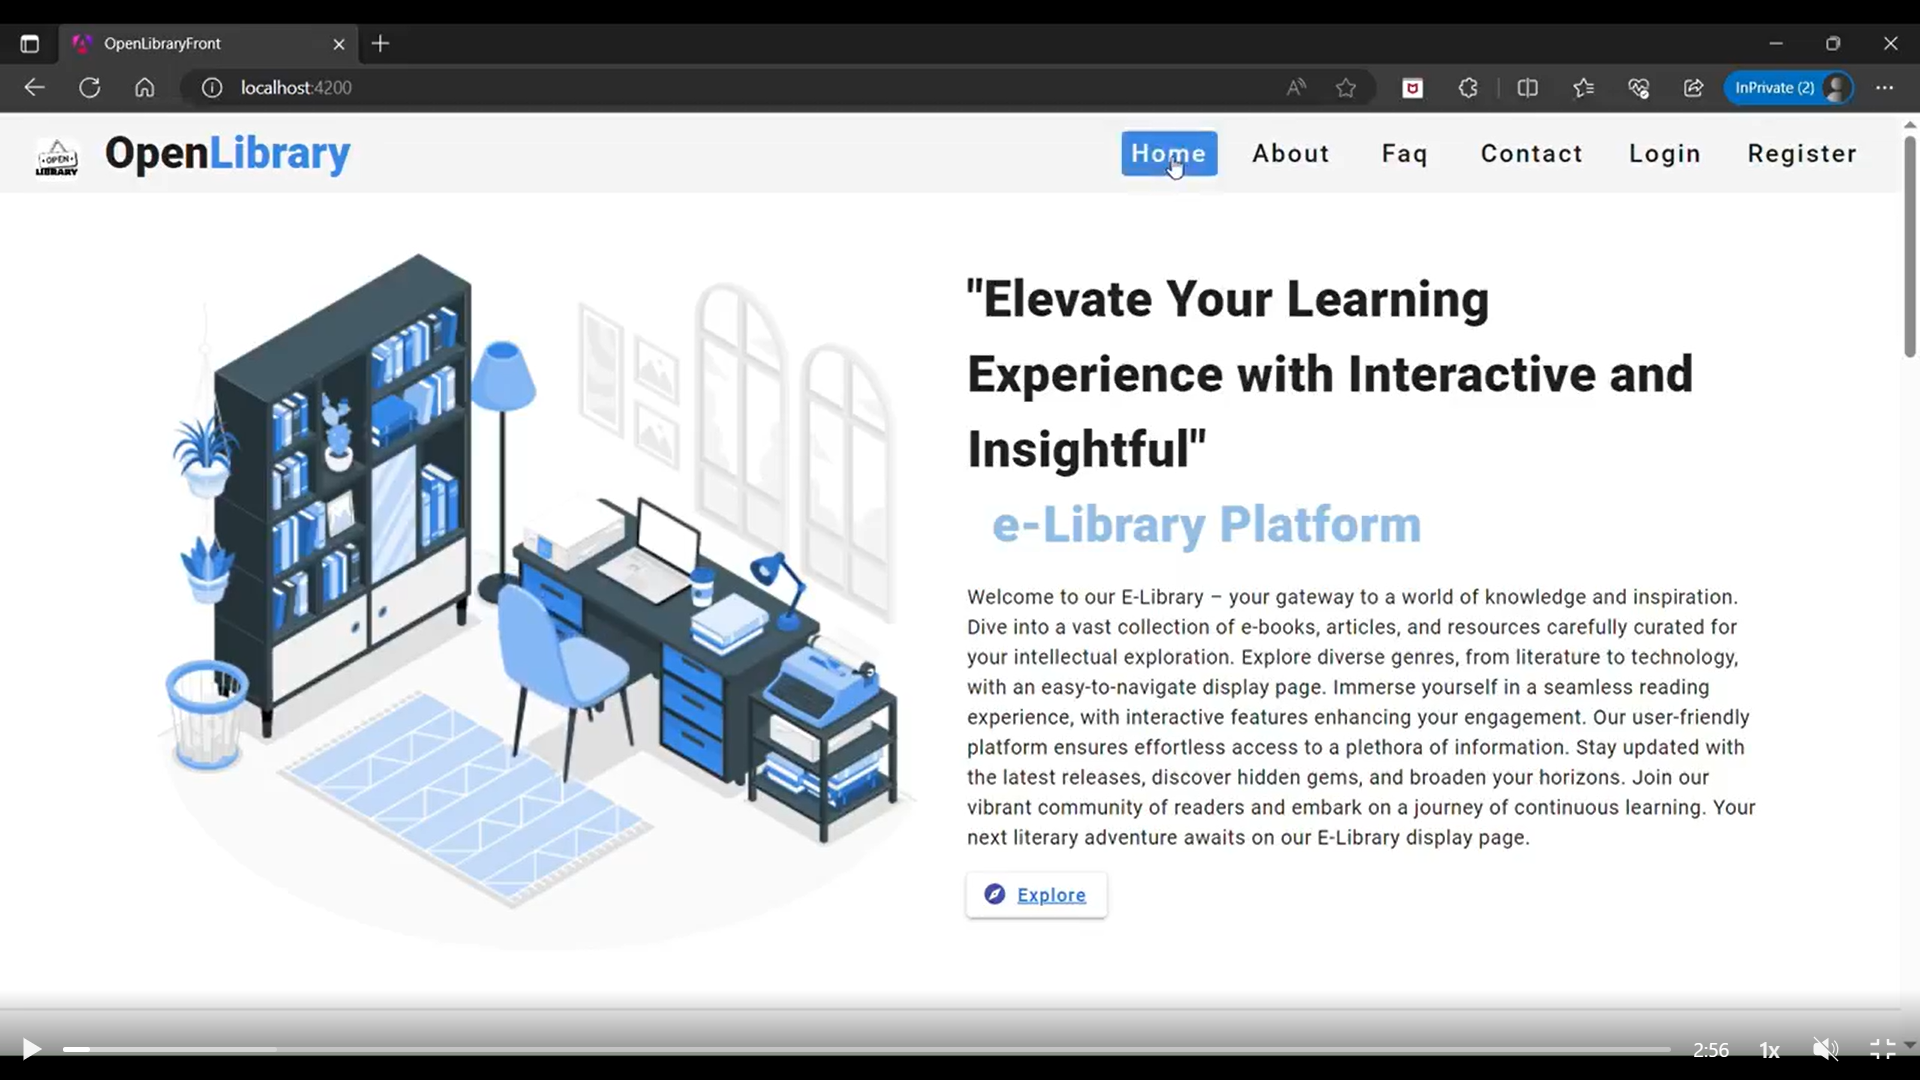 OpenLibraryFront
localhost:4200
InPrivate (2)
OPEN
LIBRARY
OpenLibrary
Home
About
Faq
Contact
Login
Register
"Elevate Your Learning
Experience with Interactive and
Insightful"
e-Library Platform
Welcome to our E-Library – your gateway to a world of knowledge and inspiration.
Dive into a vast collection of e-books, articles, and resources carefully curated for
your intellectual exploration. Explore diverse genres, from literature to technology,
with an easy-to-navigate display page. Immerse yourself in a seamless reading
experience, with interactive features enhancing your engagement. Our user-friendly
platform ensures effortless access to a plethora of information. Stay updated with
the latest releases, discover hidden gems, and broaden your horizons. Join our
vibrant community of readers and embark on a journey of continuous learning. Your
next literary adventure awaits on our E-Library display page.
Explore
2:56
1x